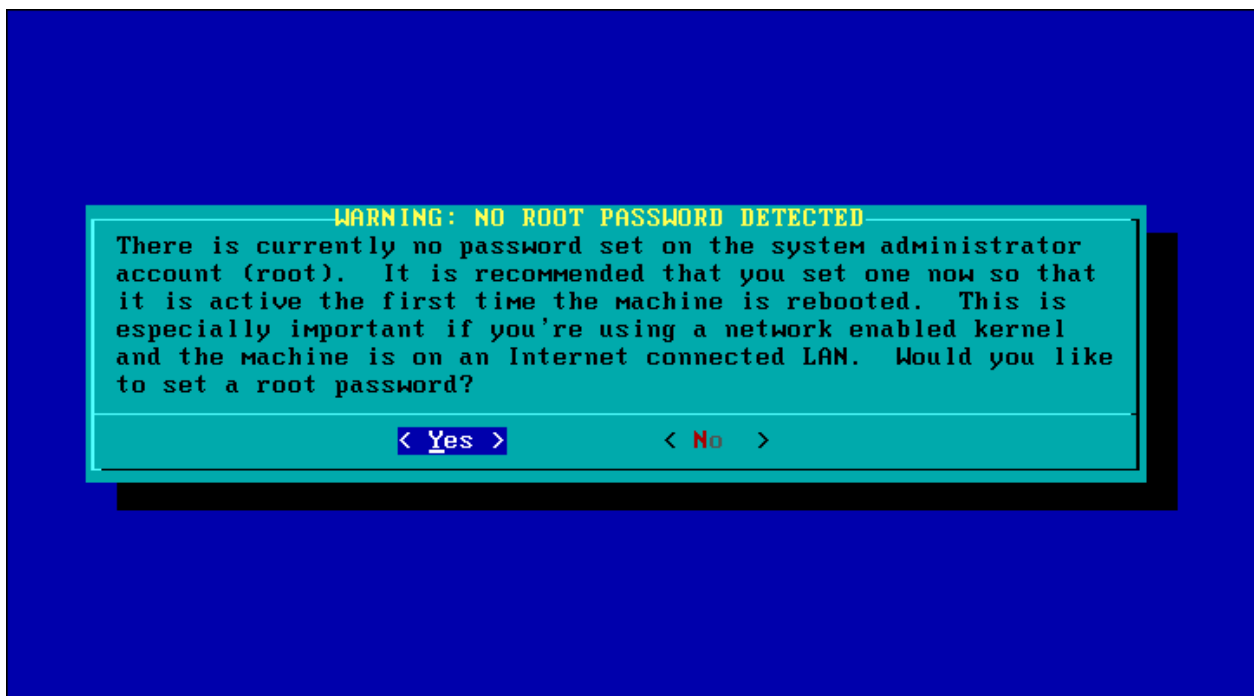 WARNING: NO ROOT PASSWORD DETECTED
There is currently no password set on the system administrator
account (root).  It is recommended that you set one now so that
it is active the first time the machine is rebooted.  This is
especially important if you're using a network enabled kernel
and the machine is on an Internet connected LAN.  Would you like
to set a root password?
< Yes >          < No  >